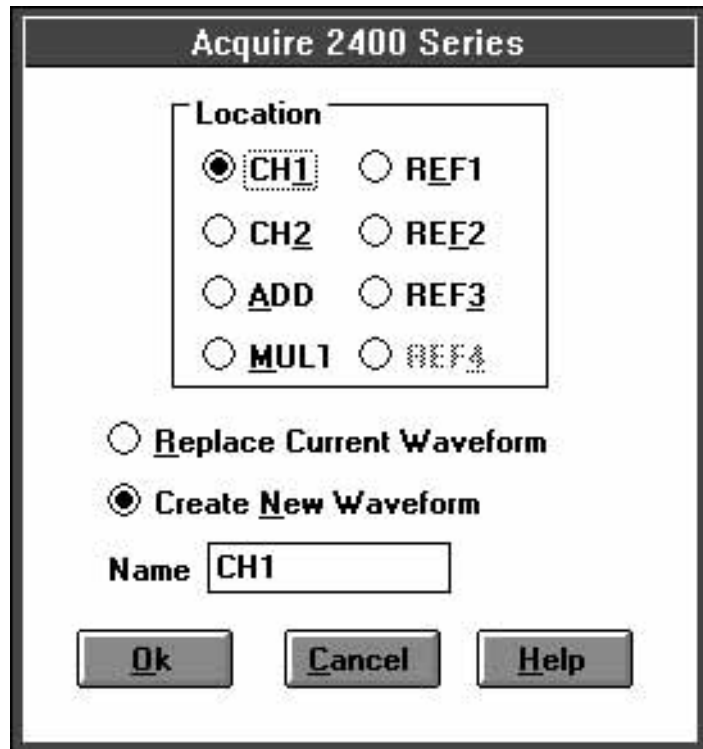 Acquire 2400 Series
Location
CH1 REF1
CH2 REF2
ADD REF3
MUL1 REF4
Replace Current Waveform
Create New Waveform
Name CH1
Ok Cancel Help